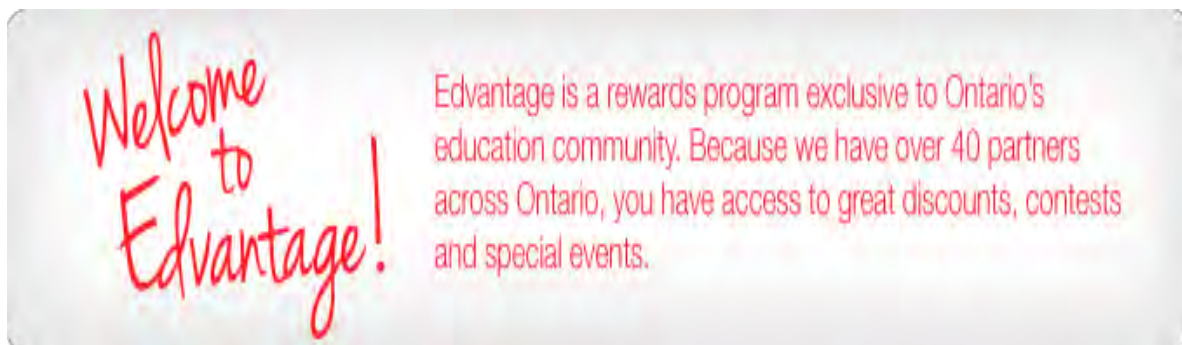 Welcome
to
Edvantage!
Edvantage is a rewards program exclusive to Ontario's
education community. Because we have over 40 partners
across Ontario, you have access to great discounts, contests
and special events.